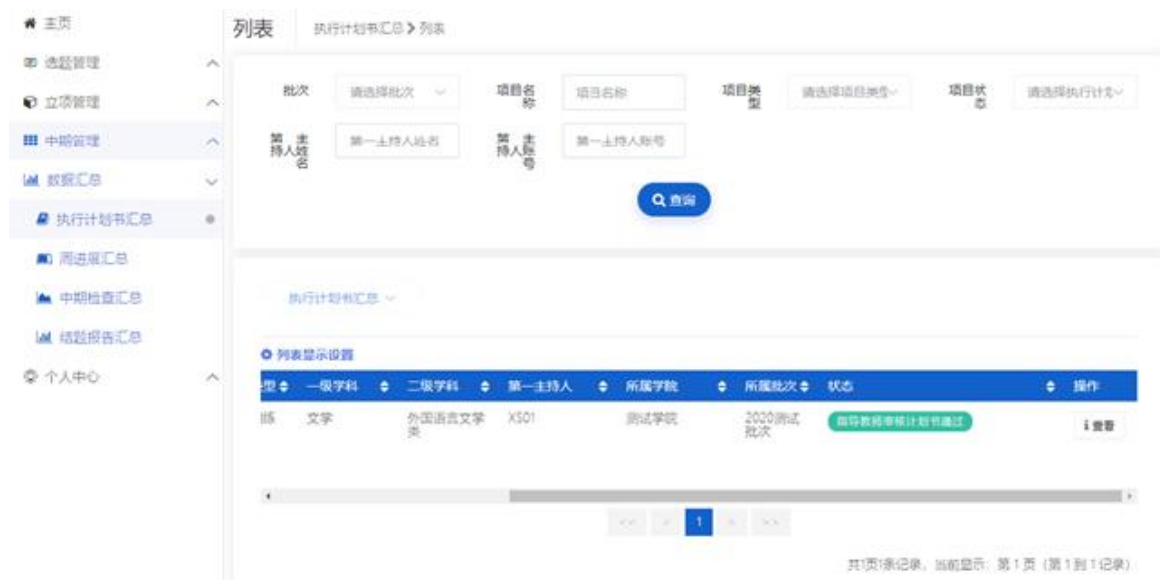 主页
选题管理
立项管理
中期管理
数据汇总
执行计划书汇总
周进展汇总
中期检查汇总
结题报告汇总
个人中心
列表
执行计划书汇总 > 列表
批次 请选择批次
项目名称 项目名称
项目类型 请选择项目类型
项目状态 请选择执行计划
第一主持人姓名 第一主持人姓名
第一主持人账号 第一主持人账号
查询
执行计划书汇总
列表显示设置
型 一级学科 二级学科 第一主持人 所属学院 所属批次 状态 操作
练 文学 外国语言文学类 XS01 测试学院 2020测试批次 指导教师审核计划书通过 查看
<< < 1 > >>
共1页1条记录，当前显示：第1页（第1到1记录）